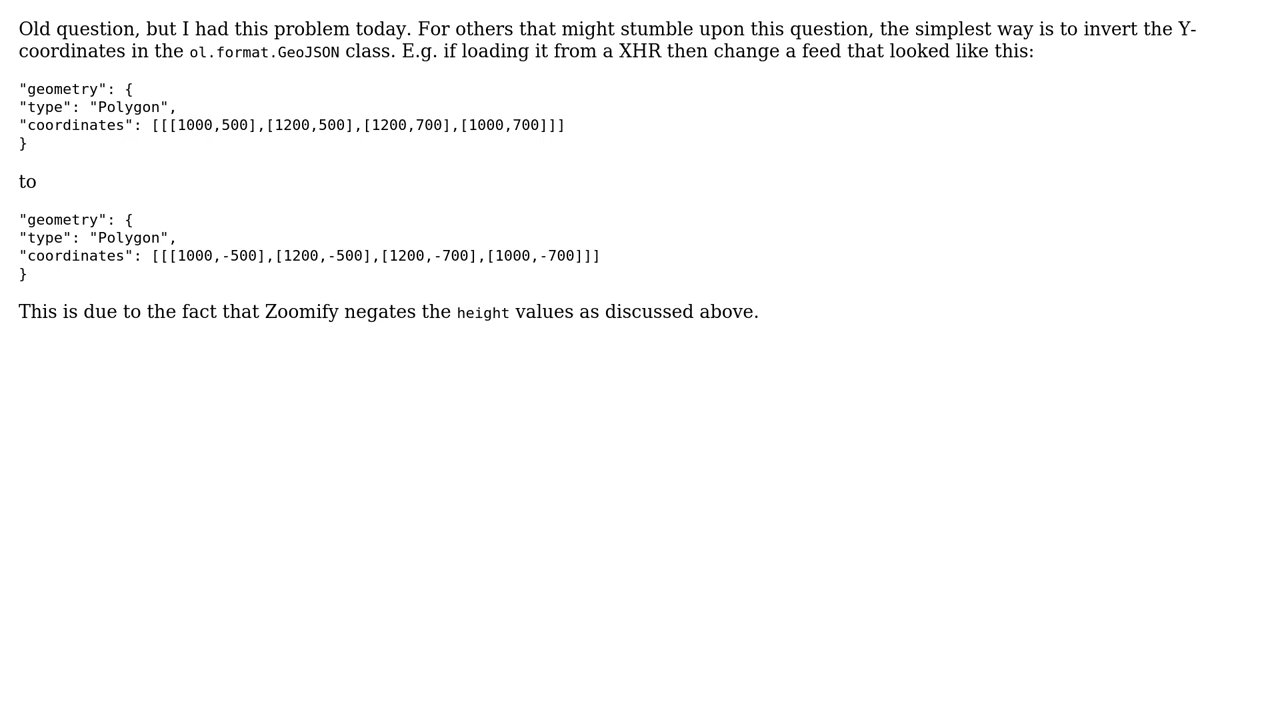 Old question, but I had this problem today. For others that might stumble upon this question, the simplest way is to invert the Y-
coordinates in the ol.format.GeoJSON class. E.g. if loading it from a XHR then change a feed that looked like this:
"geometry": {
"type": "Polygon",
"coordinates": [[[1000,500],[1200,500],[1200,700],[1000,700]]]
}
to
"geometry": {
"type": "Polygon",
"coordinates": [[[1000,-500],[1200,-500],[1200,-700],[1000,-700]]]
}
This is due to the fact that Zoomify negates the height values as discussed above.